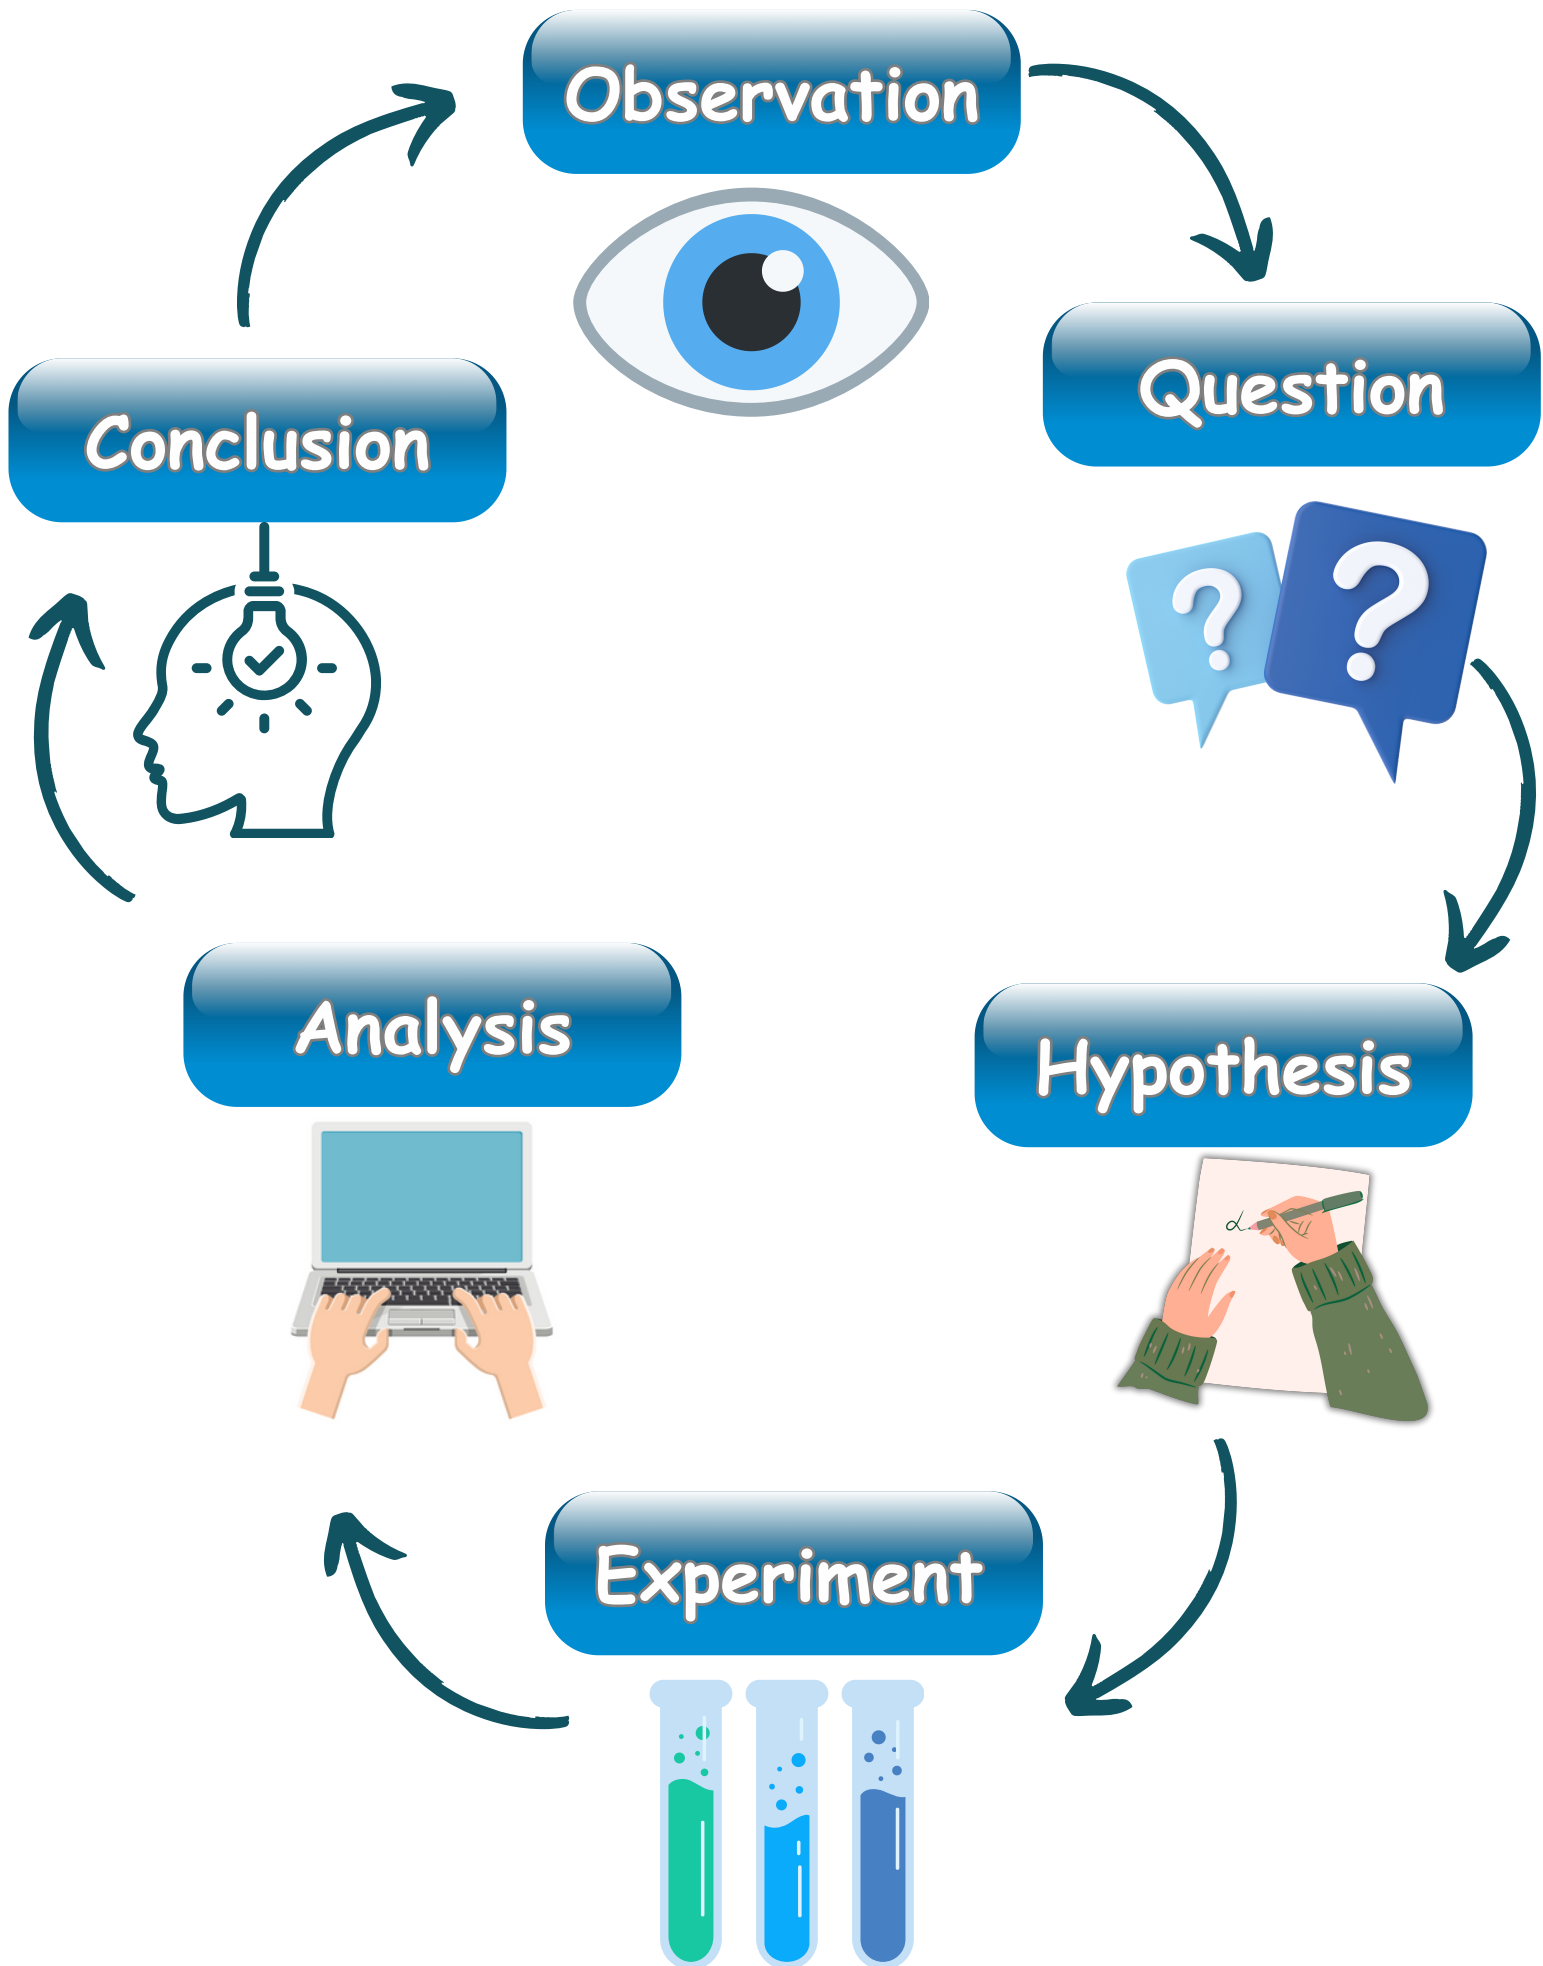 Observation
Question
Hypothesis
Experiment
Analysis
Conclusion